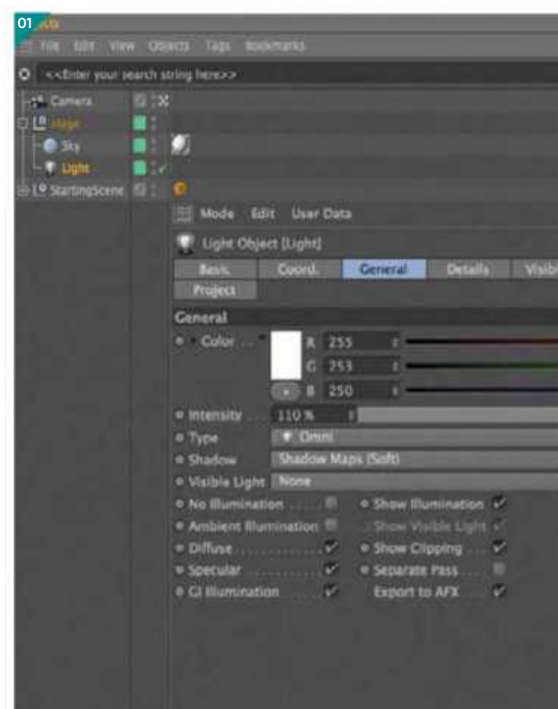 01
File Edit View Objects Tags Bookmarks
<<Enter your search string here>>
Camera
stage
Sky
Light
StartingScene
Mode Edit User Data
Light Object [Light]
Basic Coord. General Details
Project
General
Color . . R 255
G 253
B 250
Intensity . . . 110 %
Type Omni
Shadow Shadow Maps (Soft)
Visible Light None
No Illumination . . . . . Show Illumination
Ambient Illumination Show Visible Light
Diffuse . . . . . . . . . . . Show Clipping . . .
Specular . . . . . . . . . . Separate Pass . . .
GI Illumination . . . . . Export to AFX . . .